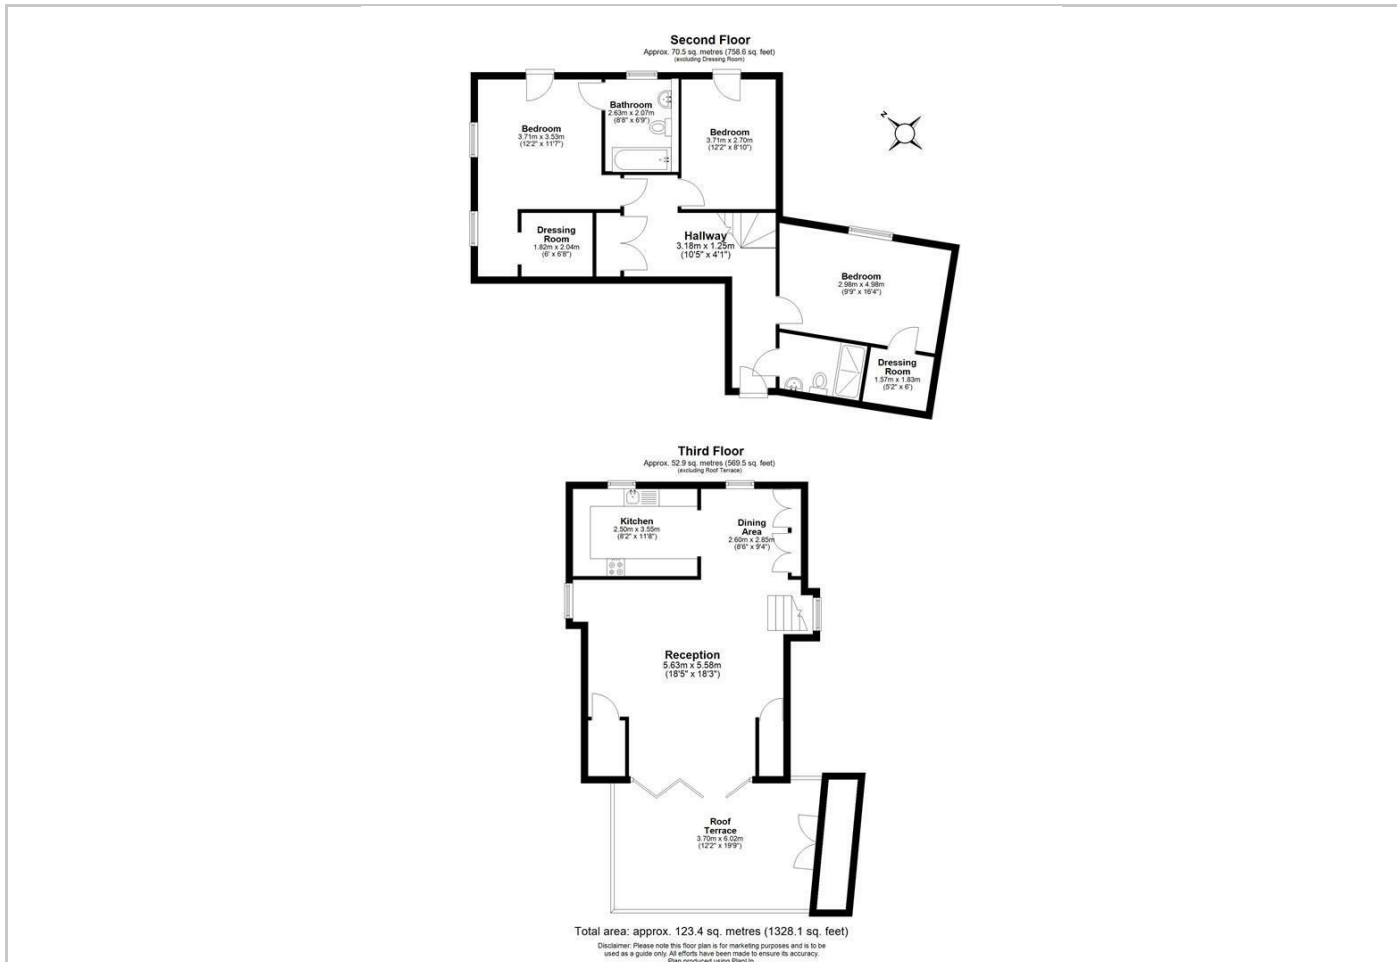 Second Floor
Approx. 70.5 sq. metres (758.6 sq. feet)
(excluding Dressing Room)
Bedroom
3.71m x 3.53m
(12'2" x 11'7")
Bathroom
2.63m x 2.07m
(8'8" x 6'9")
Bedroom
3.71m x 2.70m
(12'2" x 8'10")
N
Dressing
Room
1.82m x 2.04m
(6' x 6'8")
Hallway
3.18m x 1.25m
(10'5" x 4'1")
Bedroom
2.98m x 4.98m
(9'9" x 16'4")
Dressing
Room
1.57m x 1.83m
(5'2" x 6')
Third Floor
Approx. 52.9 sq. metres (569.5 sq. feet)
(excluding Roof Terrace)
Kitchen
2.50m x 3.55m
(8'2" x 11'8")
Dining
Area
2.60m x 2.85m
(8'6" x 9'4")
Reception
5.63m x 5.58m
(18'5" x 18'3")
Roof
Terrace
3.70m x 6.02m
(12'2" x 19'9")
Total area: approx. 123.4 sq. metres (1328.1 sq. feet)
Disclaimer: Please note this floor plan is for marketing purposes and is to be
used as a guide only. All efforts have been made to ensure its accuracy.
Plan produced using PlanUp.